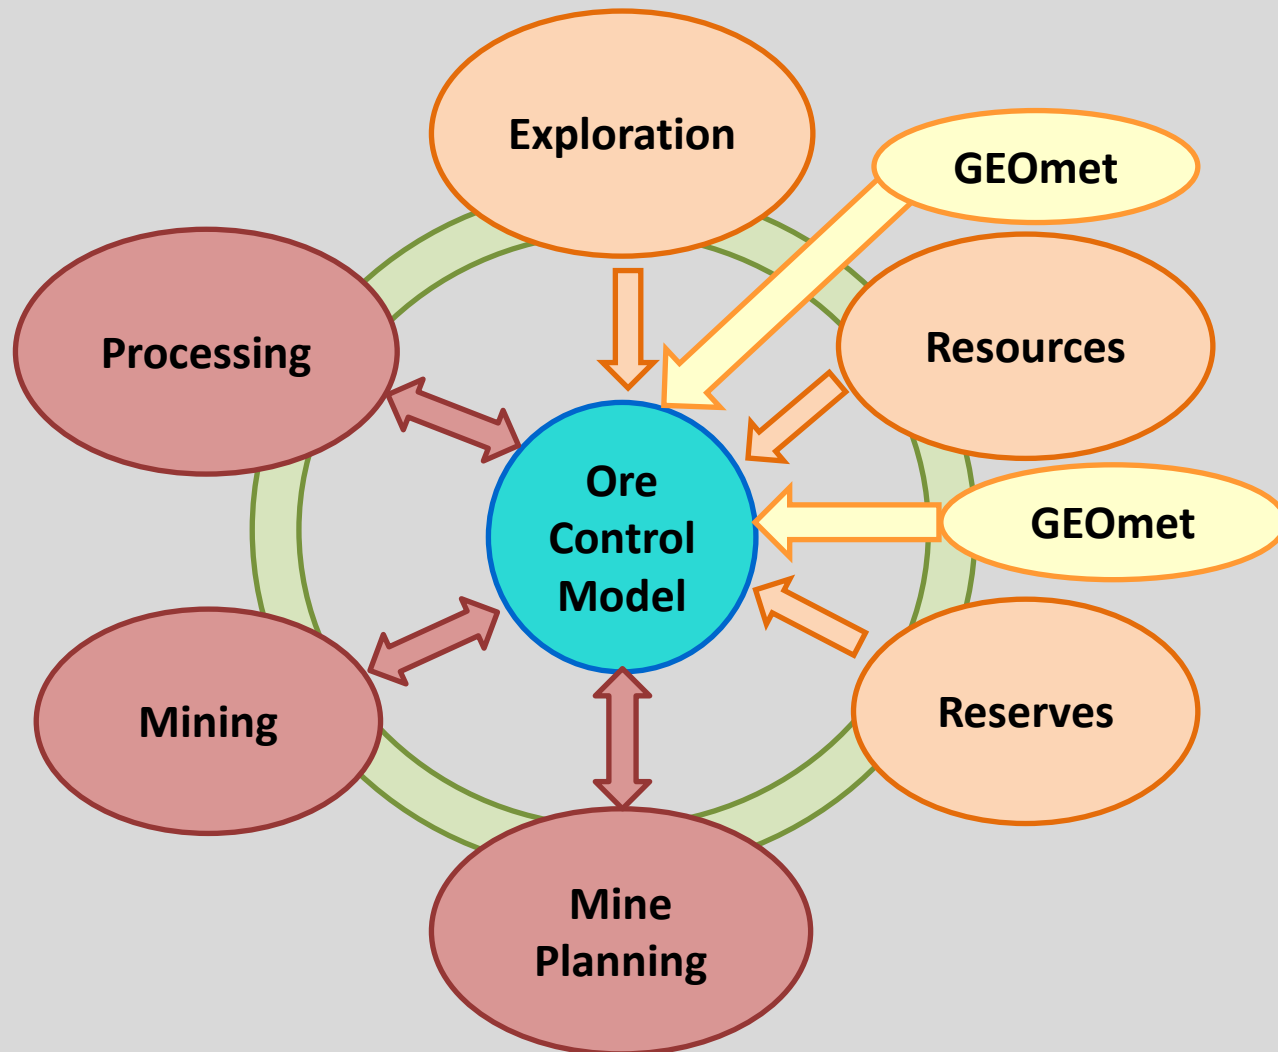 Exploration
GEOmet
Processing
Resources
Ore
Control
Model
GEOmet
Mining
Reserves
Mine
Planning